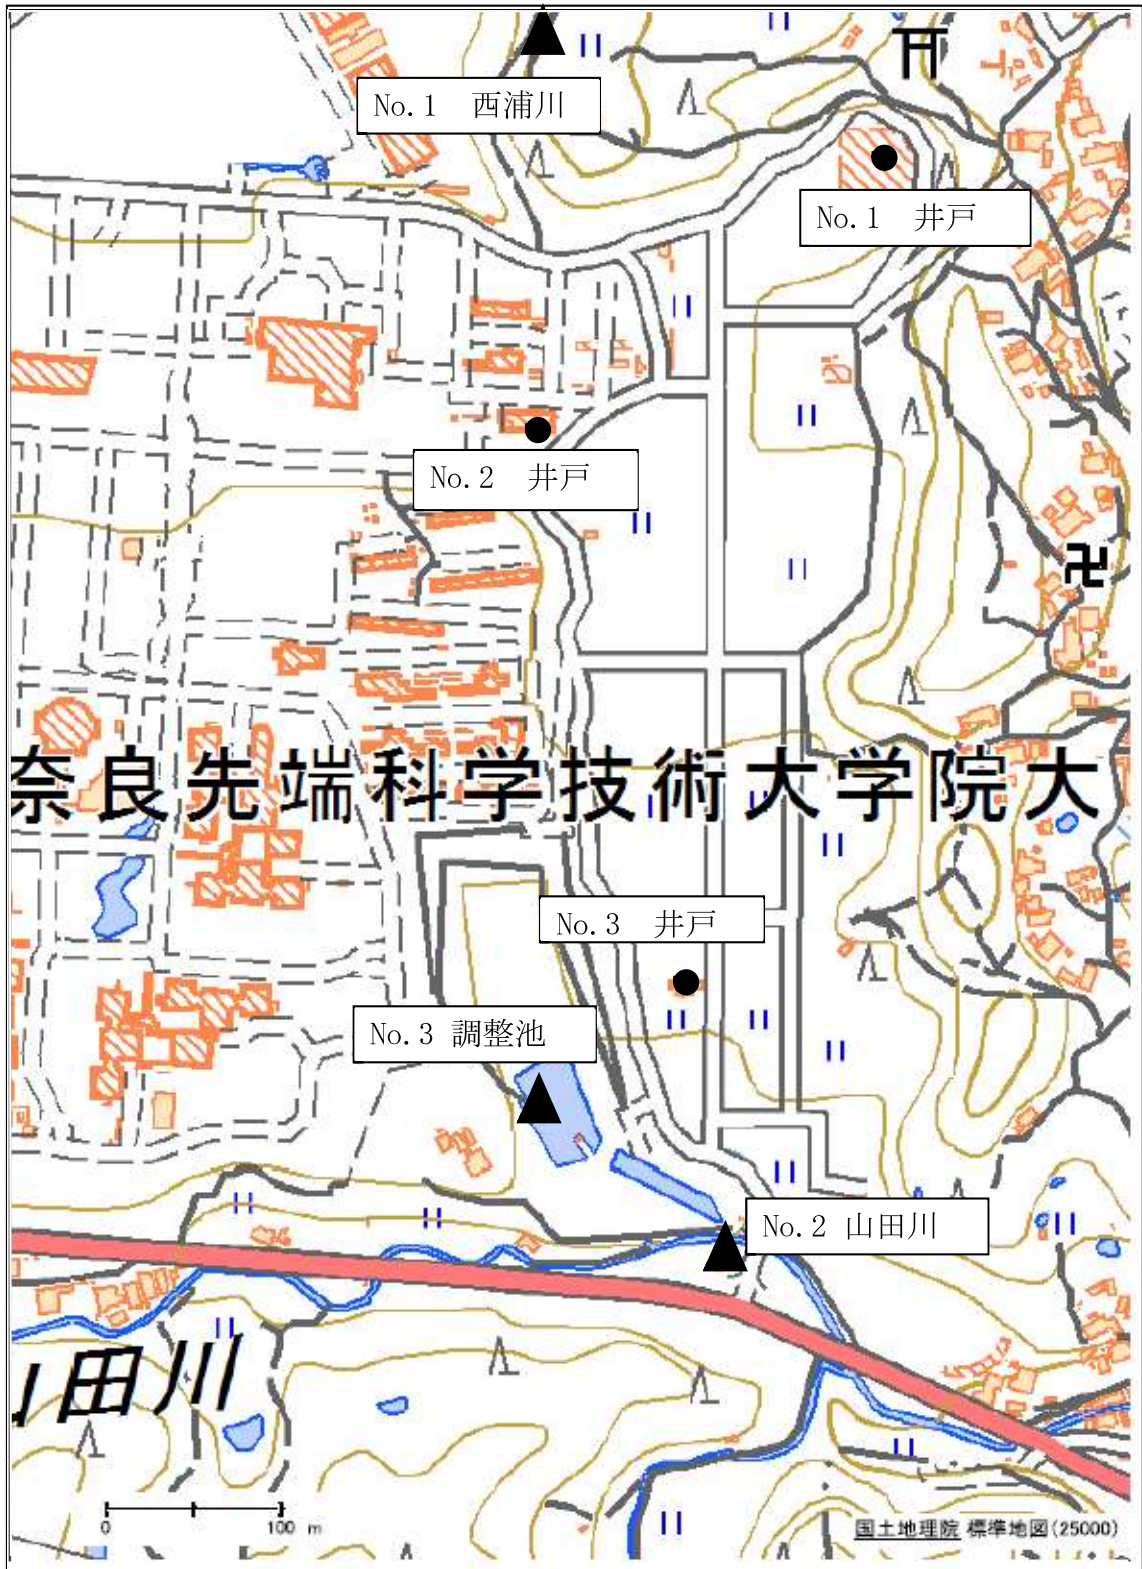 No.1 西浦川
No.1 井戸
No.2 井戸
奈良先端科学技術大学院大
No.3 井戸
No.3 調整池
No.2 山田川
山田川
0 100 m
国土地理院 標準地図(25000)